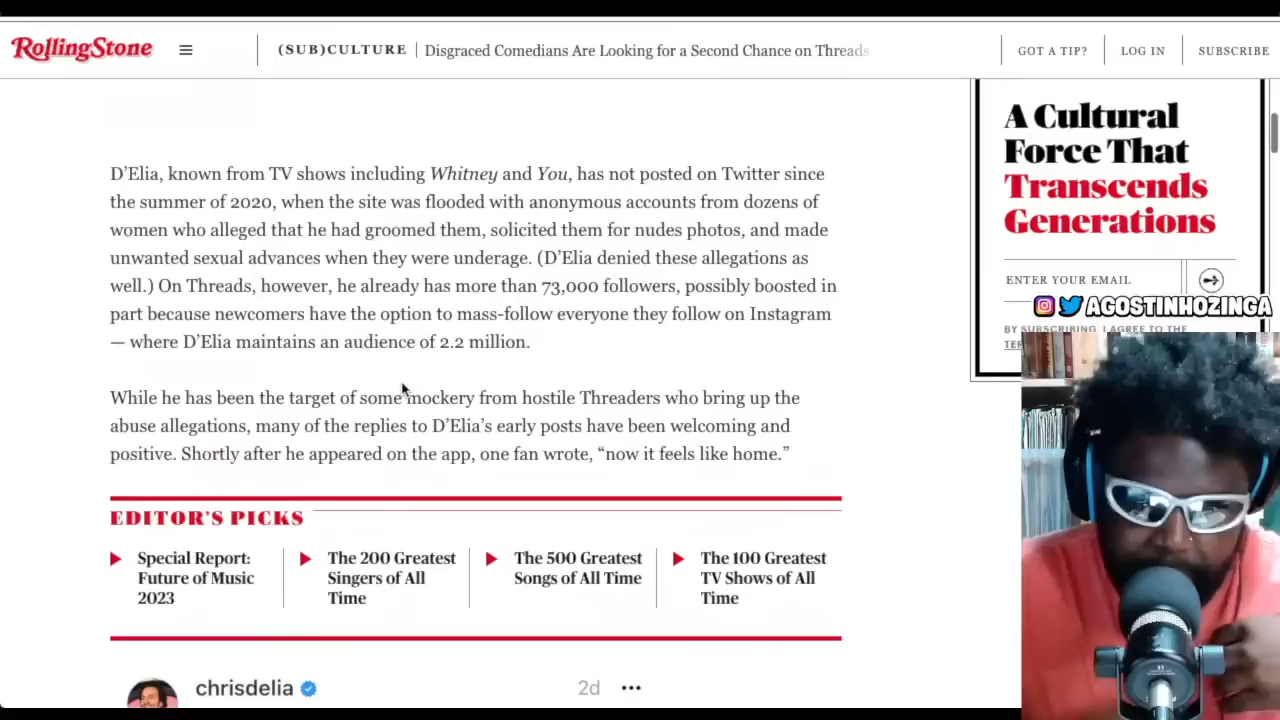 RollingStone
(SUB)CULTURE | Disgraced Comedians Are Looking for a Second Chance on Threads
GOT A TIP?
LOG IN
SUBSCRIBE
A Cultural
Force That
Transcends
Generations
ENTER YOUR EMAIL
AGOSTINHOZINGA
BY SUBSCRIBING, I AGREE TO THE
D’Elia, known from TV shows including Whitney and You, has not posted on Twitter since
the summer of 2020, when the site was flooded with anonymous accounts from dozens of
women who alleged that he had groomed them, solicited them for nudes photos, and made
unwanted sexual advances when they were underage. (D’Elia denied these allegations as
well.) On Threads, however, he already has more than 73,000 followers, possibly boosted in
part because newcomers have the option to mass-follow everyone they follow on Instagram
— where D’Elia maintains an audience of 2.2 million.
While he has been the target of some mockery from hostile Threaders who bring up the
abuse allegations, many of the replies to D’Elia’s early posts have been welcoming and
positive. Shortly after he appeared on the app, one fan wrote, “now it feels like home.”
EDITOR’S PICKS
Special Report:
Future of Music
2023
The 200 Greatest
Singers of All
Time
The 500 Greatest
Songs of All Time
The 100 Greatest
TV Shows of All
Time
chrisdelia
2d